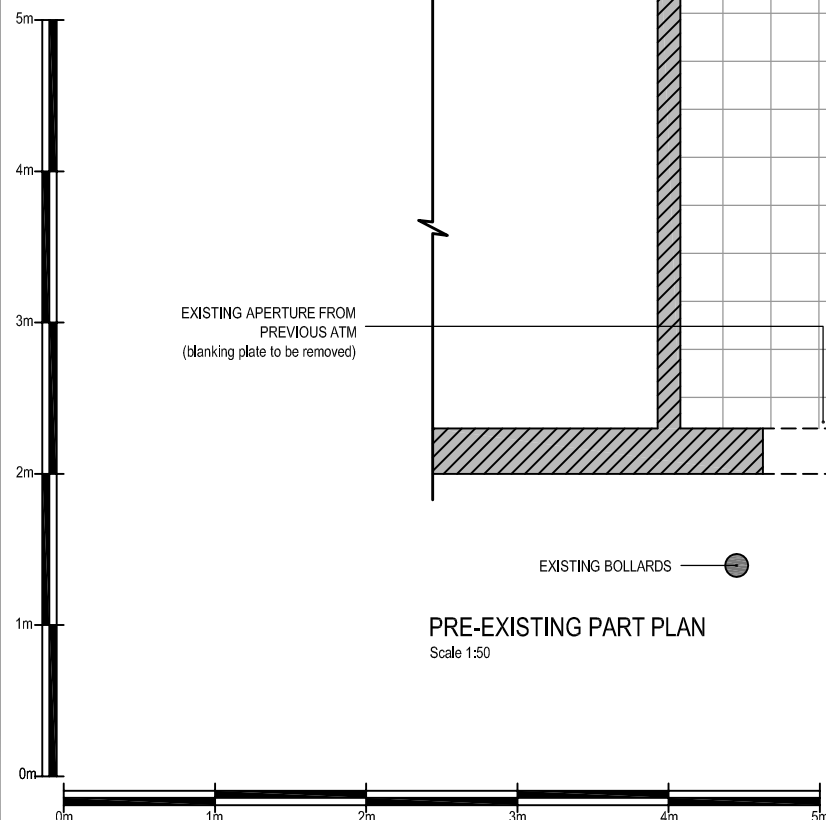 5m
4m
3m
2m
1m
0m
EXISTING APERTURE FROM
PREVIOUS ATM
(blanking plate to be removed)
EXISTING BOLLARDS
PRE-EXISTING PART PLAN
Scale 1:50
0m 1m 2m 3m 4m 5m